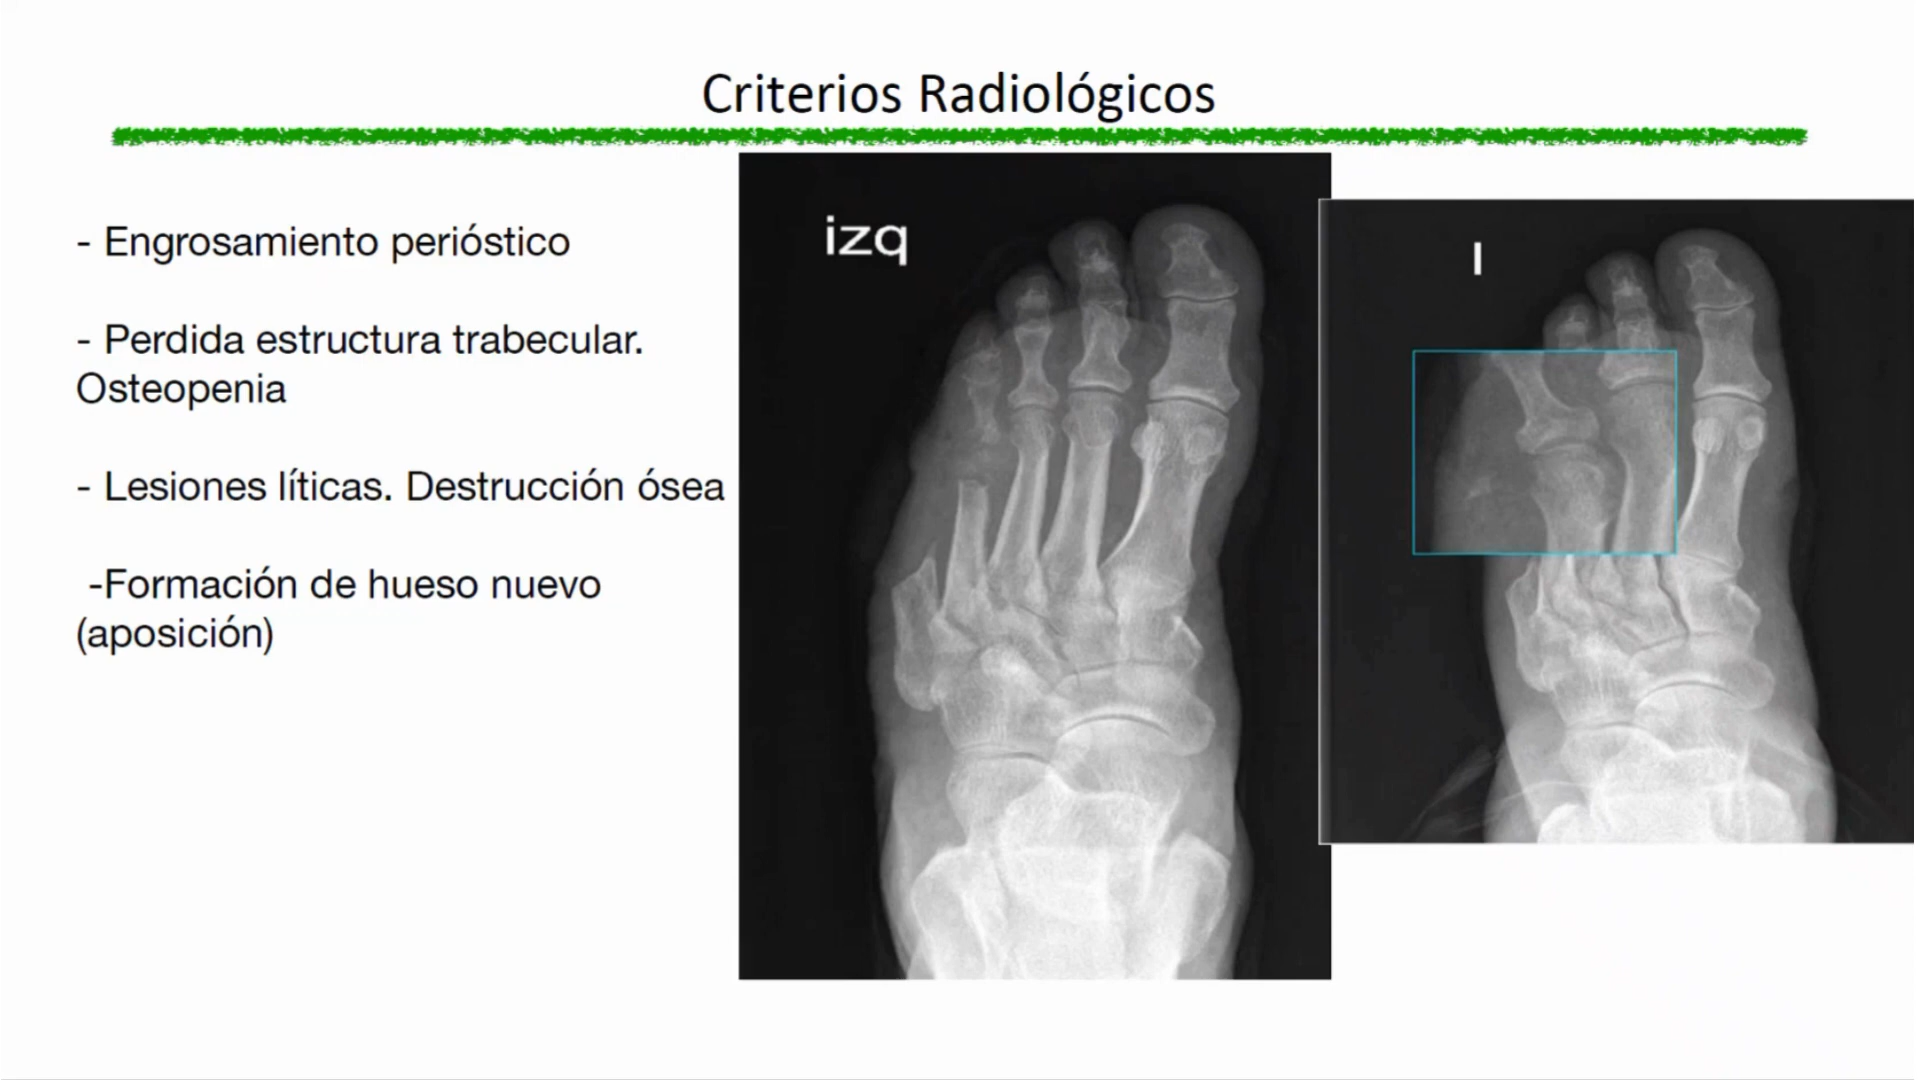 Criterios Radiológicos
- Engrosamiento perióstico
- Perdida estructura trabecular.
Osteopenia
- Lesiones líticas. Destrucción ósea
-Formación de hueso nuevo
(aposición)
izq
I